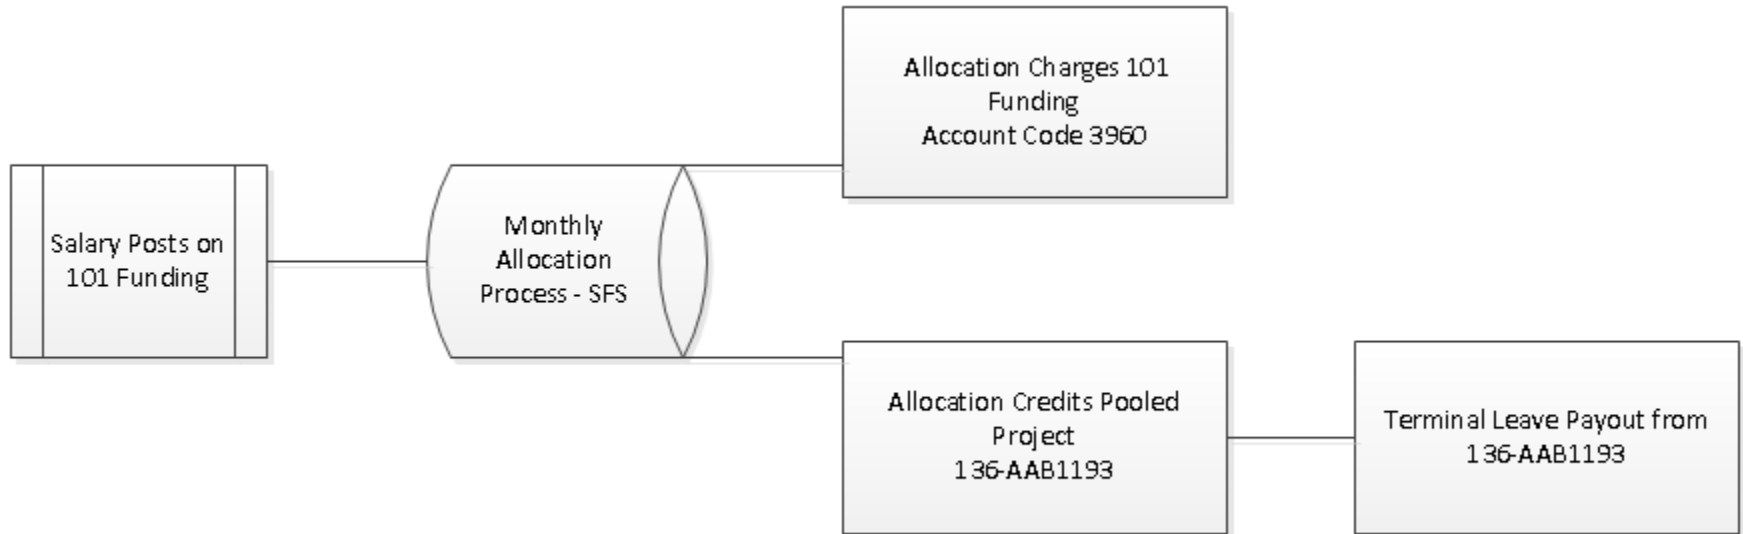 Salary Posts on
101 Funding
Monthly
Allocation
Process - SFS
Allocation Charges 101
Funding
Account Code 3960
Allocation Credits Pooled
Project
136-AAB1193
Terminal Leave Payout from
136-AAB1193